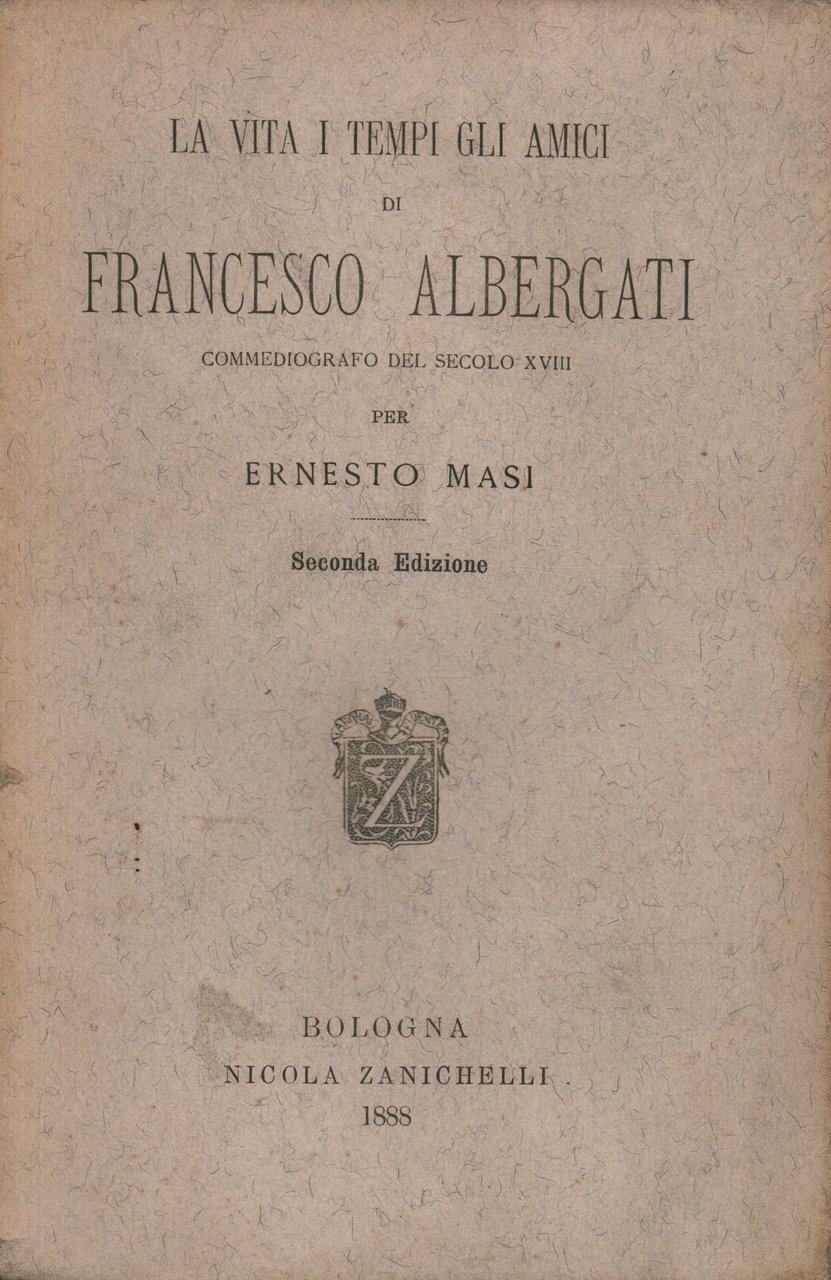 LA VITA I TEMPI GLI AMICI
DI
FRANCESCO ALBERGATI
COMMEDIOGRAFO DEL SECOLO XVIII
PER
ERNESTO MASI
Seconda Edizione
Z
BOLOGNA
NICOLA ZANICHELLI
1888